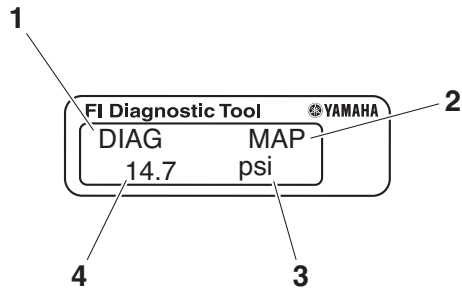 1
2
FI Diagnostic Tool YAMAHA
DIAG MAP
14.7 psi
4 3